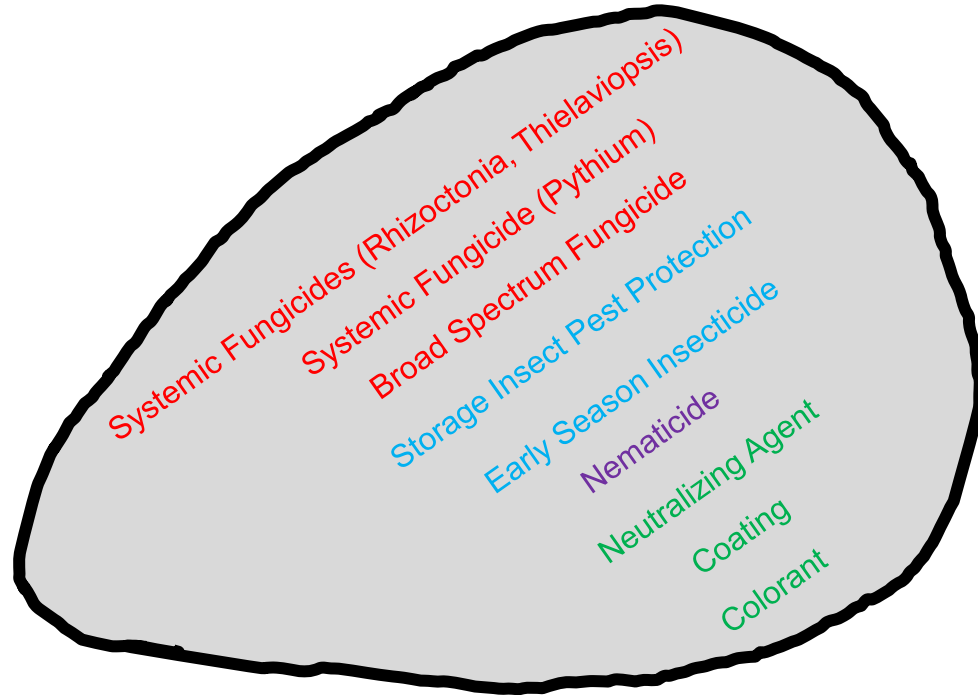 Systemic Fungicides (Rhizoctonia, Thielaviopsis)
Systemic Fungicide (Pythium)
Broad Spectrum Fungicide
Storage Insect Pest Protection
Early Season Insecticide
Nematicide
Neutralizing Agent
Coating
Colorant